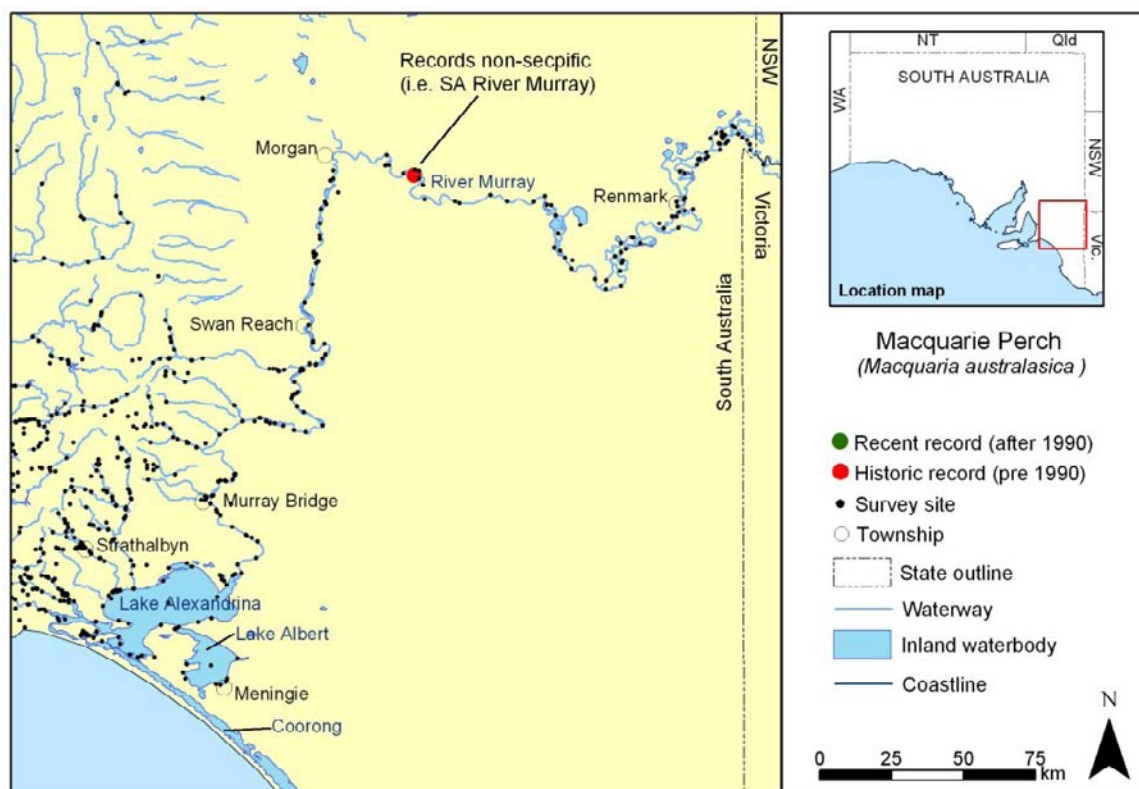 Records non-secpific
(i.e. SA River Murray)
NSW
Morgan
River Murray
Renmark
Victoria
Swan Reach
South Australia
Murray Bridge
Strathalbyn
Lake Alexandrina
Lake Albert
Meningie
Coorong
NT
Qld
SOUTH AUSTRALIA
WA
NSW
Vic.
Location map
Macquarie Perch
(Macquaria australasica )
Recent record (after 1990)
Historic record (pre 1990)
Survey site
Township
State outline
Waterway
Inland waterbody
Coastline
N
0 25 50 75
km